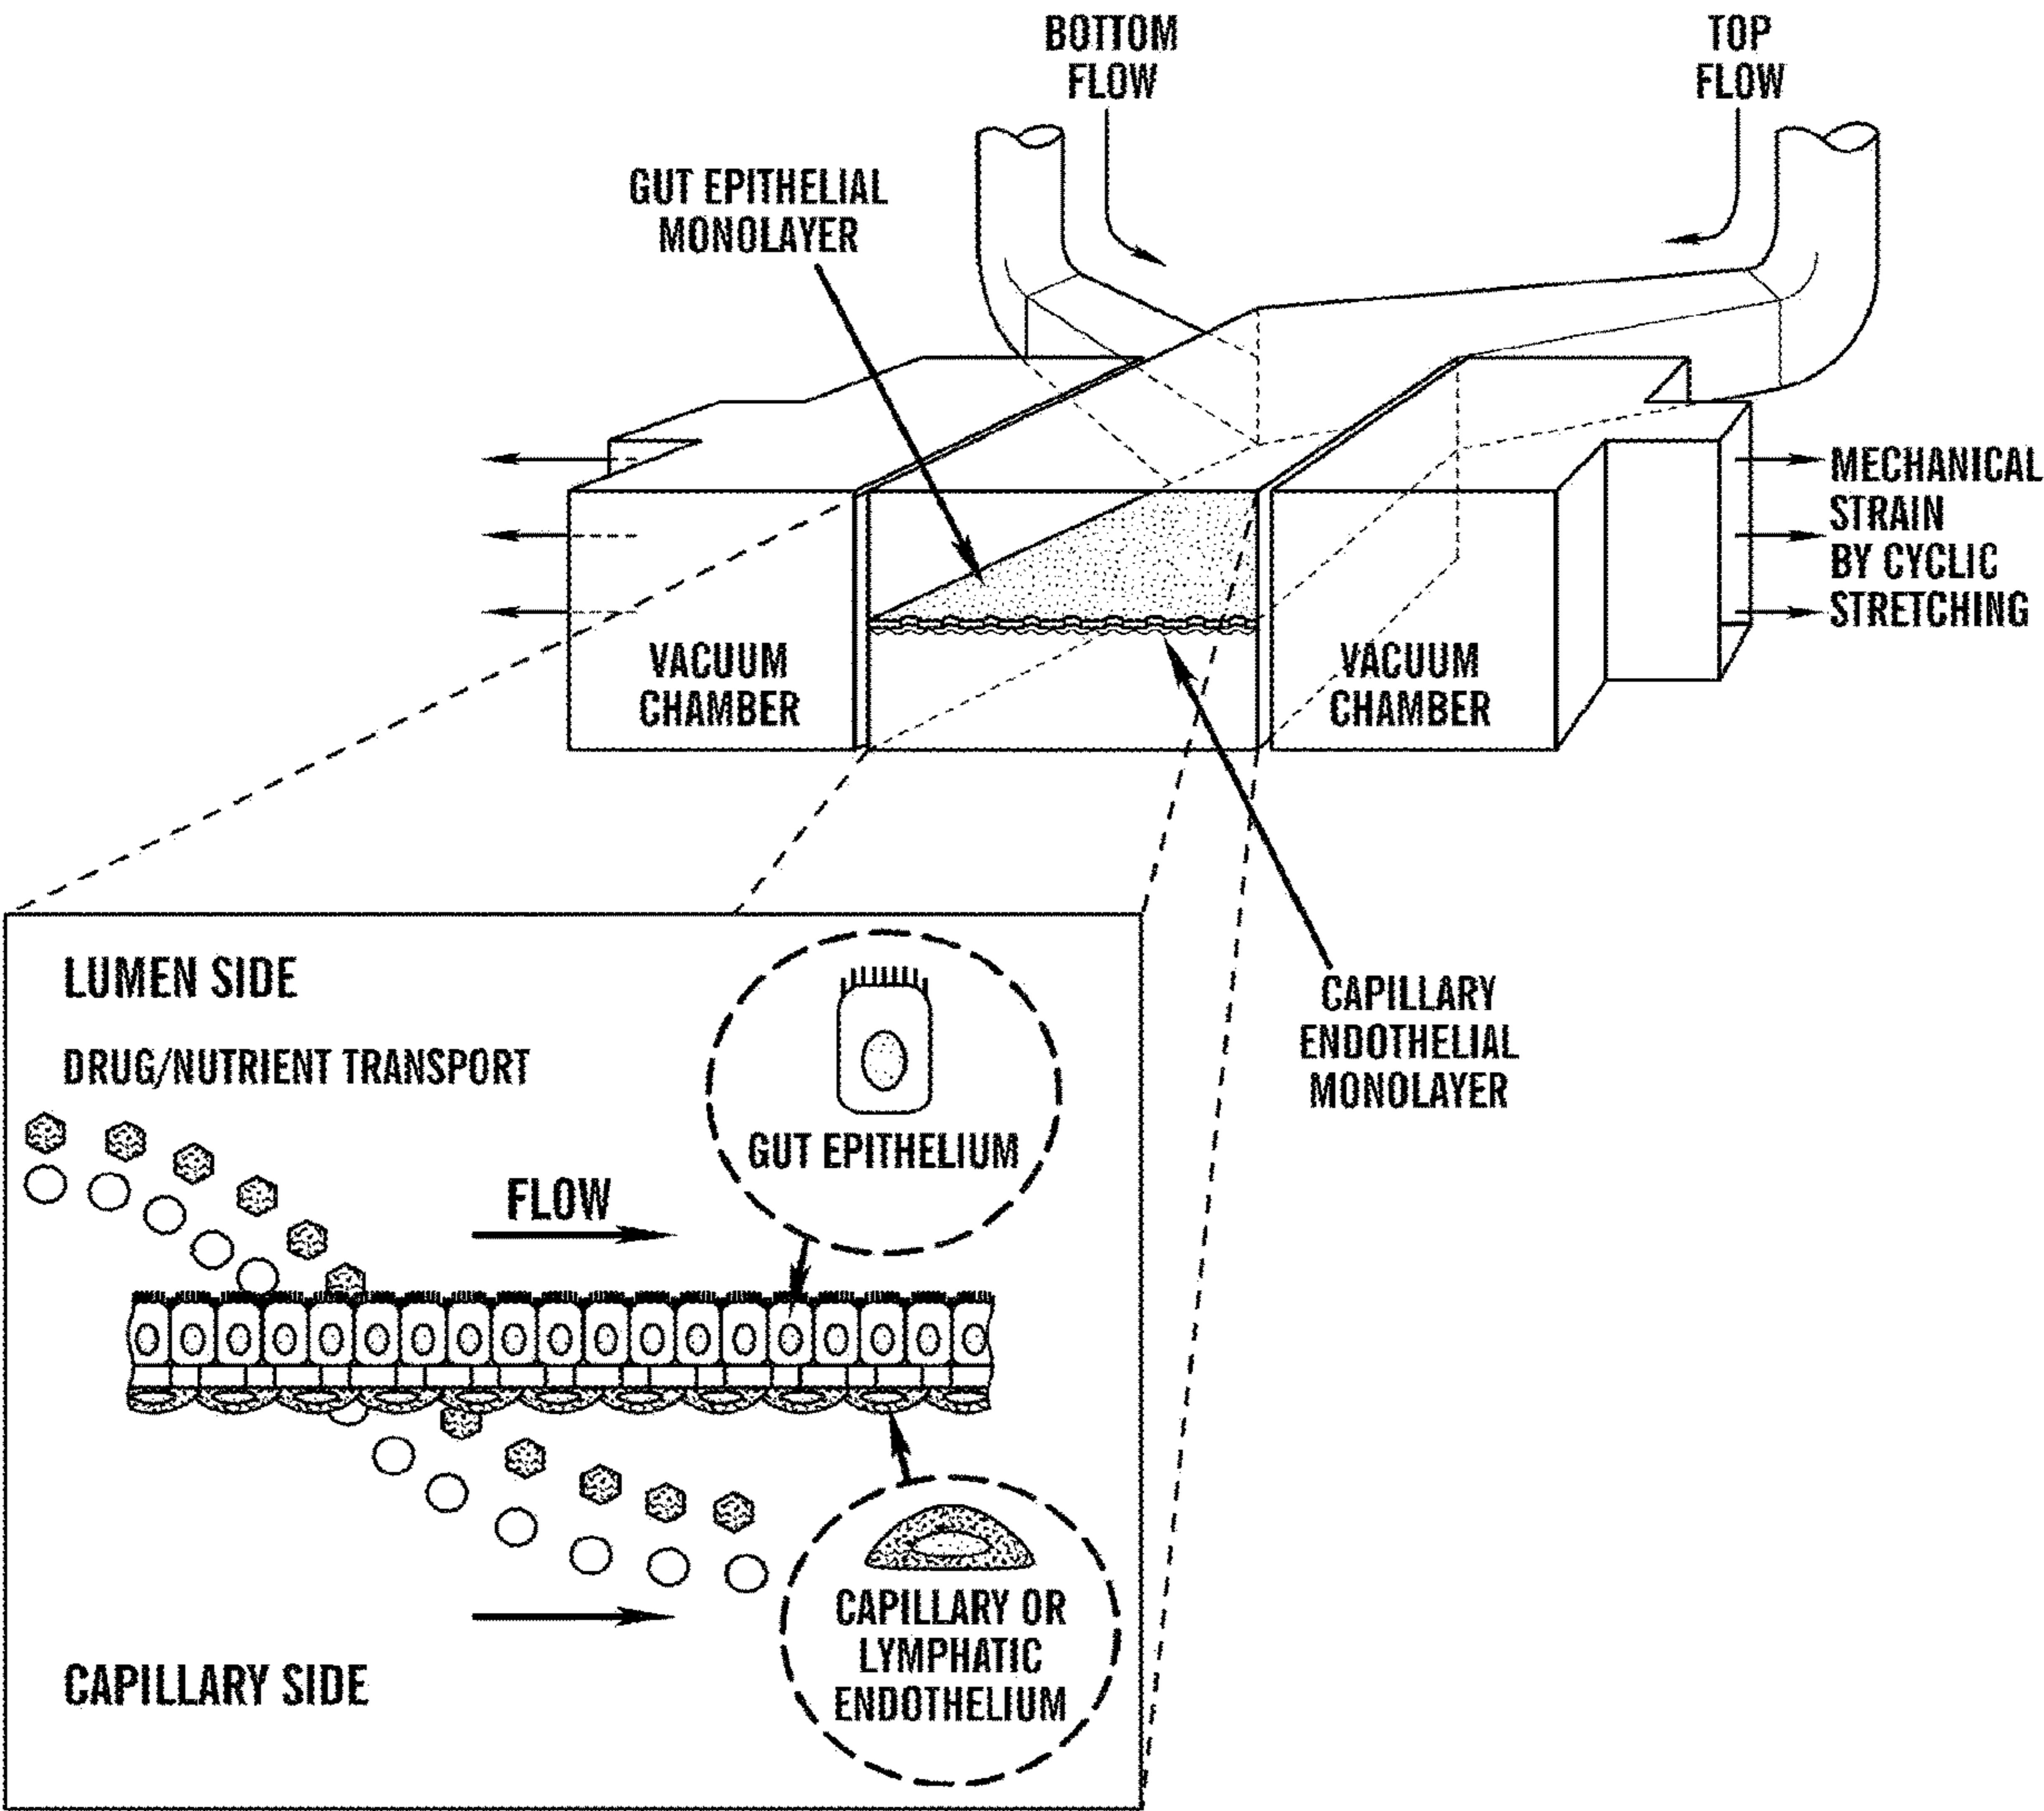 BOTTOM
FLOW
TOP
FLOW
GUT EPITHELIAL
MONOLAYER
MECHANICAL
STRAIN
BY CYCLIC
STRETCHING
VACUUM
CHAMBER
VACUUM
CHAMBER
CAPILLARY
ENDOTHELIAL
MONOLAYER
LUMEN SIDE
DRUG/NUTRIENT TRANSPORT
GUT EPITHELIUM
FLOW
CAPILLARY OR
LYMPHATIC
ENDOTHELIUM
CAPILLARY SIDE